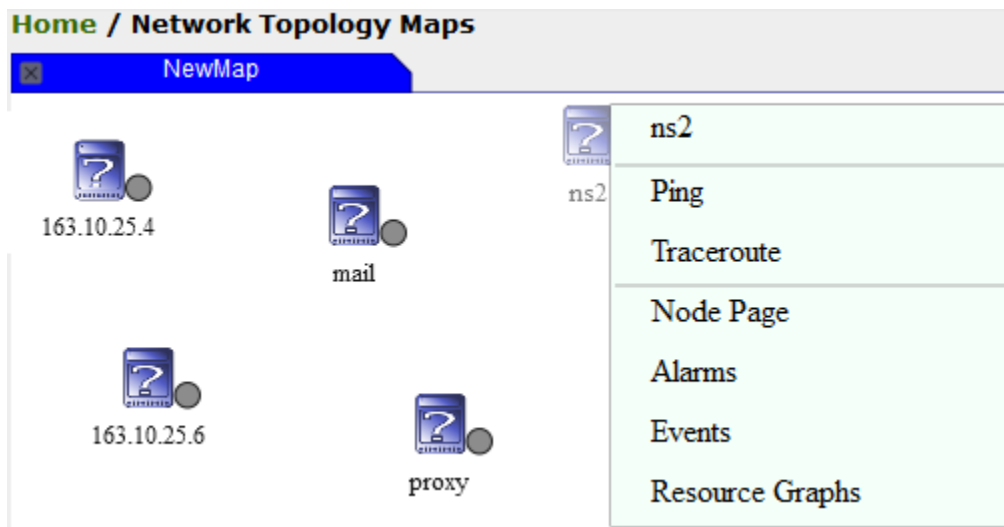 Home / Network Topology Maps
NewMap
163.10.25.4
mail
ns2
163.10.25.6
proxy
ns2
Ping
Traceroute
Node Page
Alarms
Events
Resource Graphs